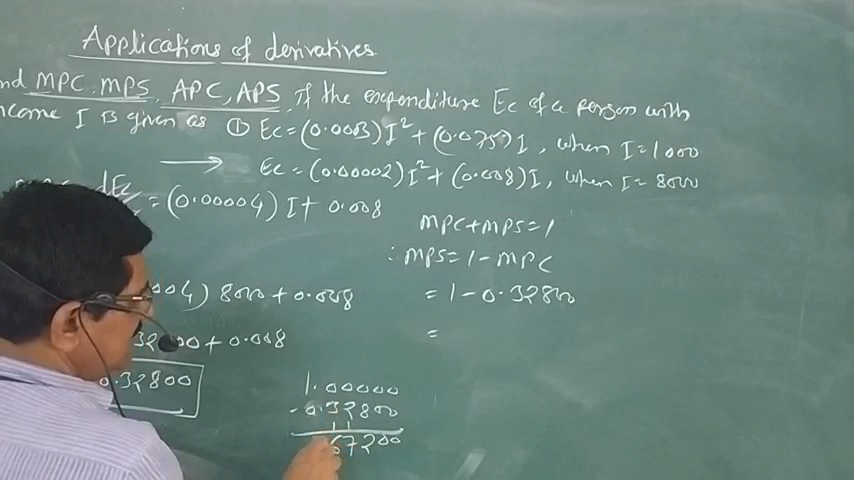 Applications of derivatives
nd MPC, MPS, APC, APS, if the expenditure Ec of a person with
ncome I is given as ① Ec = (0.0003)I² + (0.075)I, when I = 1000
→ Ec = (0.00002)I² + (0.008)I, when I = 8000
dEc = (0.00004) I + 0.008
MPC + MPS = 1
∴ MPS = 1 - MPC
004) 8000 + 0.008 = 1 - 0.32800
32000 + 0.008 =
0.32800
1.00000
- 0.32800
67200